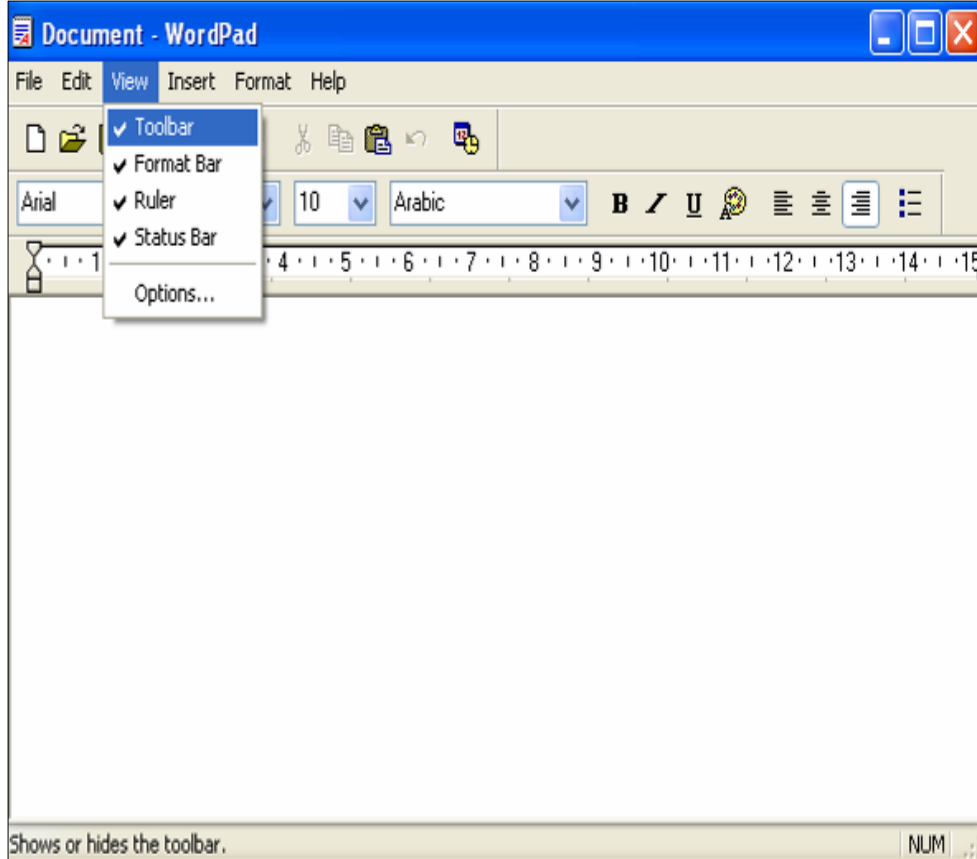 Document - WordPad
File Edit View Insert Format Help
Toolbar
Format Bar
Ruler
Status Bar
Options...
Arial 10 Arabic B I U
1 4 5 6 7 8 9 10 11 12 13 14 15
Shows or hides the toolbar. NUM